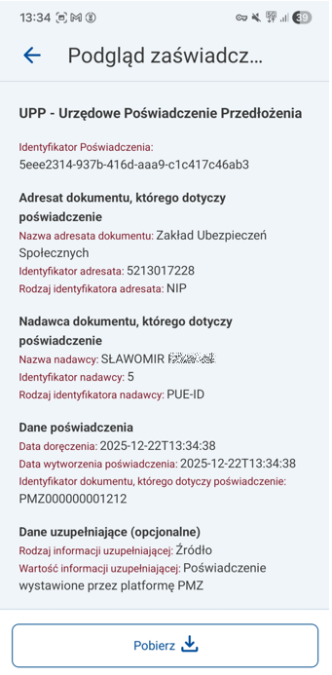 13:34
39
Podgląd zaświadcz...
UPP - Urzędowe Poświadczenie Przedłożenia
Identyfikator Poświadczenia:
5eee2314-937b-416d-aaa9-c1c417c46ab3
Adresat dokumentu, którego dotyczy
poświadczenie
Nazwa adresata dokumentu: Zakład Ubezpieczeń
Społecznych
Identyfikator adresata: 5213017228
Rodzaj identyfikatora adresata: NIP
Nadawca dokumentu, którego dotyczy
poświadczenie
Nazwa nadawcy: SŁAWOMIR
Identyfikator nadawcy: 5
Rodzaj identyfikatora nadawcy: PUE-ID
Dane poświadczenia
Data doręczenia: 2025-12-22T13:34:38
Data wytworzenia poświadczenia: 2025-12-22T13:34:38
Identyfikator dokumentu, którego dotyczy poświadczenie:
PMZ000000001212
Dane uzupełniające (opcjonalne)
Rodzaj informacji uzupełniającej: Źródło
Wartość informacji uzupełniającej: Poświadczenie
wystawione przez platformę PMZ
Pobierz